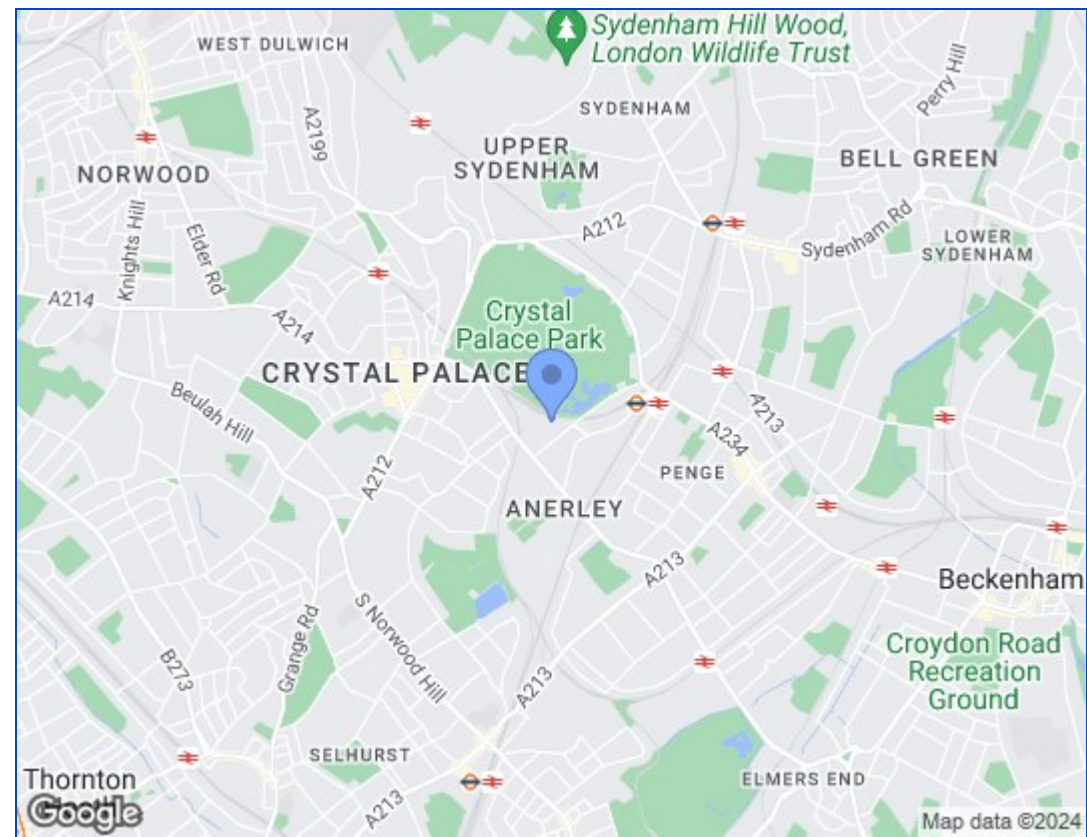 Sydenham Hill Wood,
London Wildlife Trust
WEST DULWICH
A2199
SYDENHAM
Perry Hill
UPPER
SYDENHAM
BELL GREEN
NORWOOD
Knights Hill
Elder Rd
A212
Sydenham Rd
LOWER
SYDENHAM
A214
A214
Crystal
Palace Park
CRYSTAL PALACE
Beulah Hill
A213
A234
A212
PENGE
ANERLEY
A213
Beckenham
Grange Rd
S Norwood Hill
B273
Croydon Road
Recreation
Ground
A213
SELHURST
ELMERS END
Thornton
Google
A213
Map data ©2024